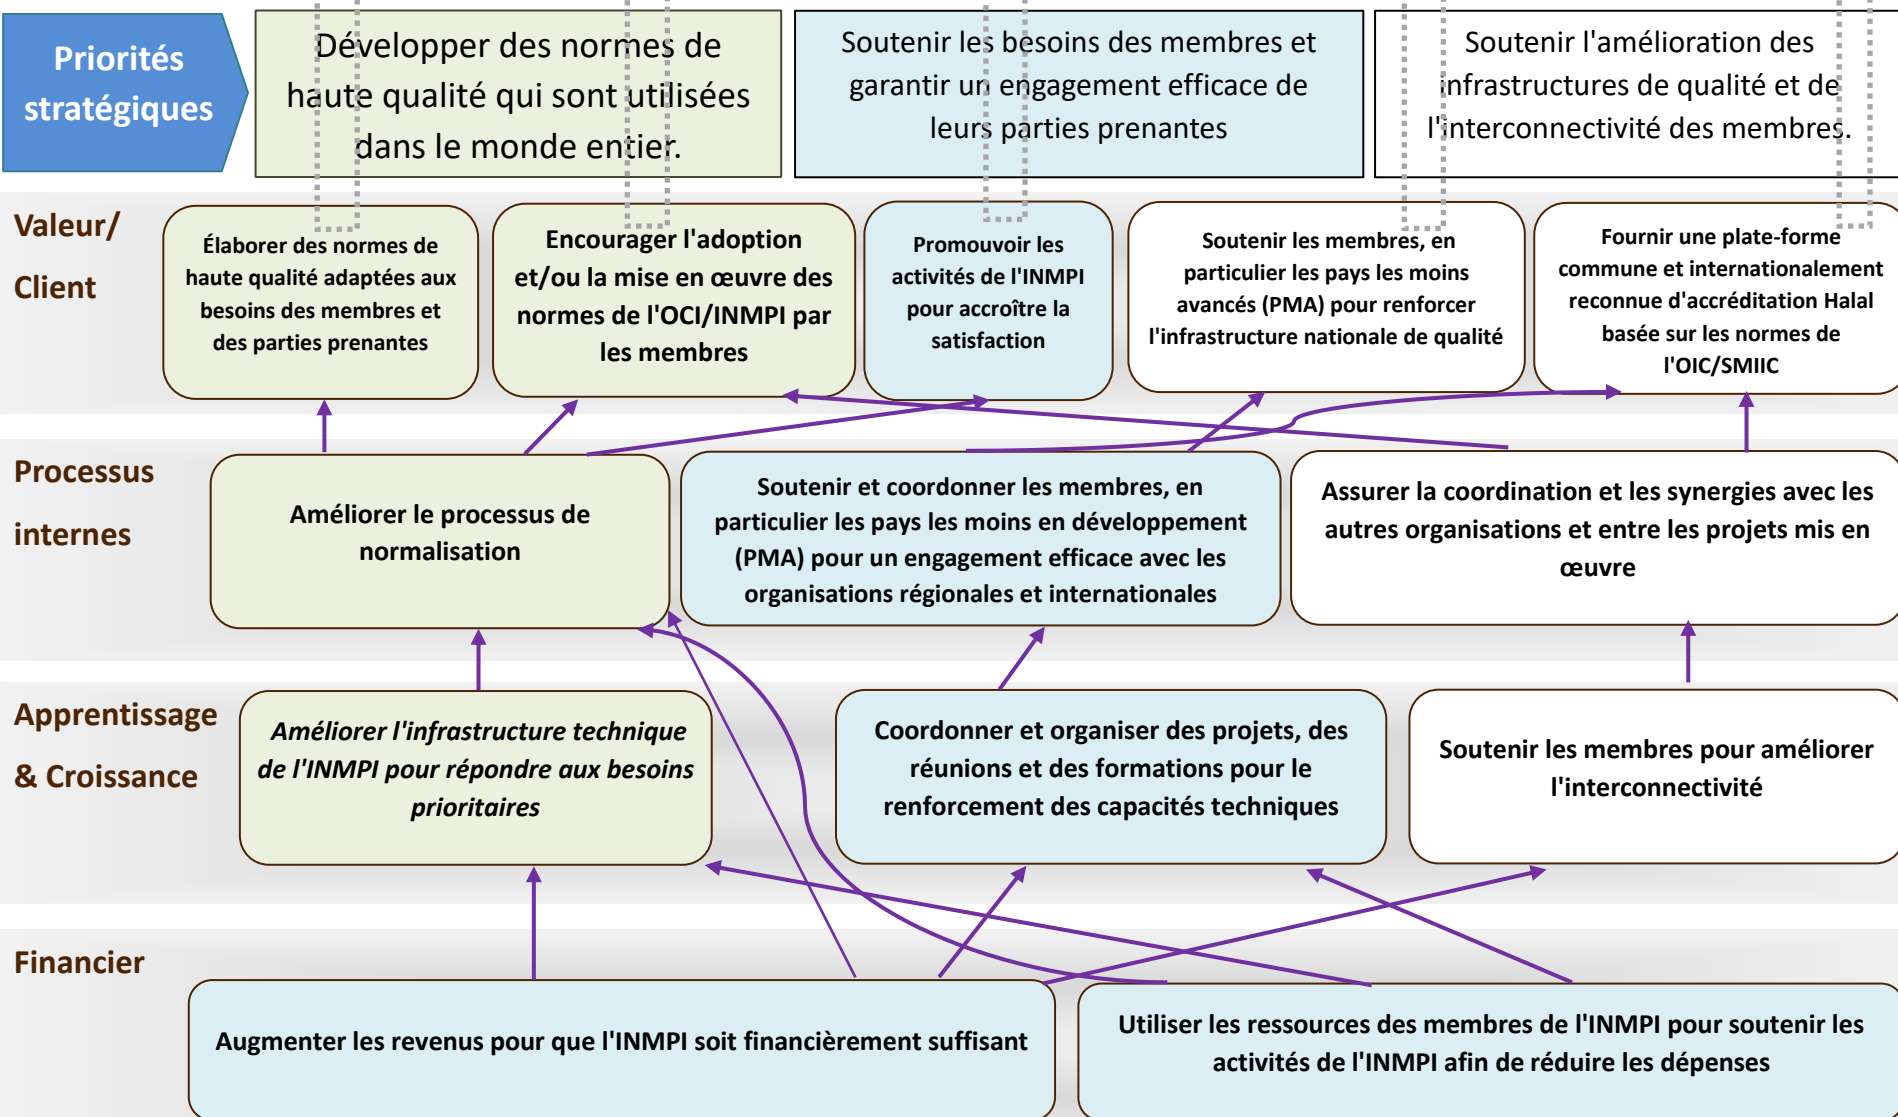 Priorités
stratégiques
Développer des normes de
haute qualité qui sont utilisées
dans le monde entier.
Soutenir les besoins des membres et
garantir un engagement efficace de
leurs parties prenantes
Soutenir l'amélioration des
infrastructures de qualité et de
l'interconnectivité des membres.
Valeur/
Client
Élaborer des normes de
haute qualité adaptées aux
besoins des membres et
des parties prenantes
Encourager l'adoption
et/ou la mise en œuvre des
normes de l'OCI/INMPI par
les membres
Promouvoir les
activités de l'INMPI
pour accroître la
satisfaction
Soutenir les membres, en
particulier les pays les moins
avancés (PMA) pour renforcer
l'infrastructure nationale de qualité
Fournir une plate-forme
commune et internationalement
reconnue d'accréditation Halal
basée sur les normes de
l'OIC/SMIIC
Processus
internes
Améliorer le processus de
normalisation
Soutenir et coordonner les membres, en
particulier les pays les moins en développement
(PMA) pour un engagement efficace avec les
organisations régionales et internationales
Assurer la coordination et les synergies avec les
autres organisations et entre les projets mis en
œuvre
Apprentissage
& Croissance
Améliorer l'infrastructure technique
de l'INMPI pour répondre aux besoins
prioritaires
Coordonner et organiser des projets, des
réunions et des formations pour le
renforcement des capacités techniques
Soutenir les membres pour améliorer
l'interconnectivité
Financier
Augmenter les revenus pour que l'INMPI soit financièrement suffisant
Utiliser les ressources des membres de l'INMPI pour soutenir les
activités de l'INMPI afin de réduire les dépenses